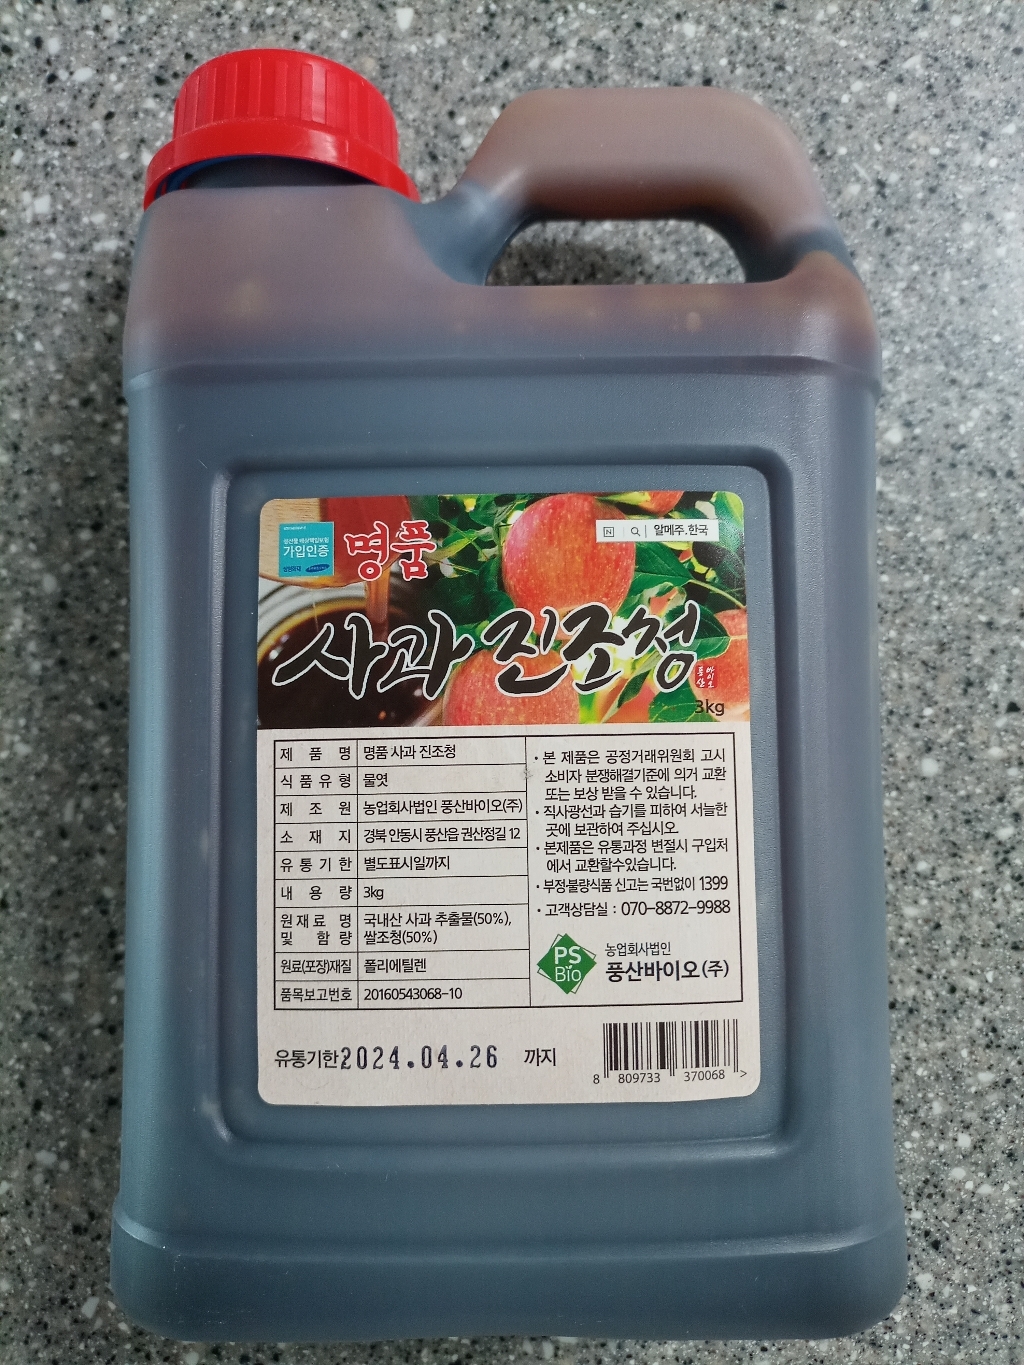 가입인증
명품
알메주.한국
사과 진조청
풍산
바이오
3kg
제 품 명 명품 사과 진조청
식 품 유 형 물엿
제 조 원 농업회사법인 풍산바이오(주)
소 재 지 경북 안동시 풍산읍 권산정길 12
유 통 기 한 별도표시일까지
내 용 량 3kg
원 재 료 명 국내산 사과 추출물(50%),
및 함 량 쌀조청(50%)
원료(포장)재질 폴리에틸렌
품목보고번호 20160543068-10
· 본 제품은 공정거래위원회 고시
소비자 분쟁해결기준에 의거 교환
또는 보상 받을 수 있습니다.
· 직사광선과 습기를 피하여 서늘한
곳에 보관하여 주십시오.
· 본제품은 유통과정 변절시 구입처
에서 교환할수있습니다.
· 부정·불량식품 신고는 국번없이 1399
· 고객상담실 : 070-8872-9988
PS
Bio
농업회사법인
풍산바이오(주)
유통기한2024.04.26 까지
8 809733 370068 >